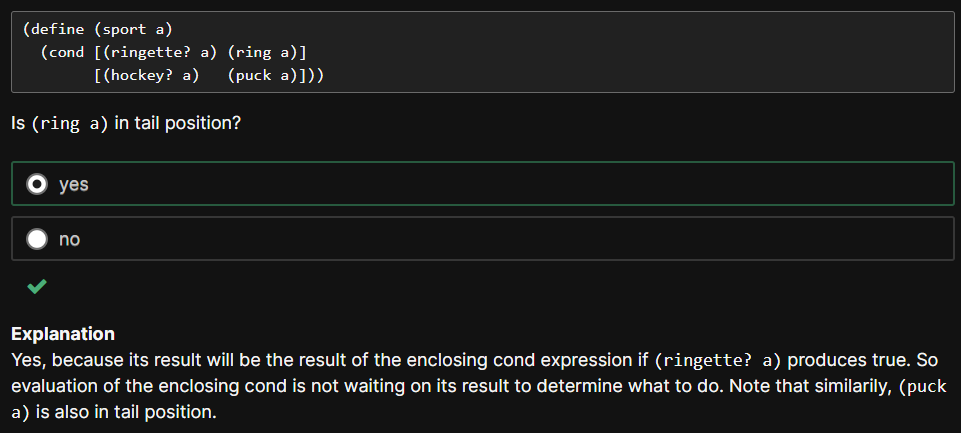 (define (sport a)
  (cond [(ringette? a) (ring a)]
        [(hockey? a)   (puck a)]))
Is (ring a) in tail position?
yes
no
Explanation
Yes, because its result will be the result of the enclosing cond expression if (ringette? a) produces true. So
evaluation of the enclosing cond is not waiting on its result to determine what to do. Note that similarily, (puck
a) is also in tail position.